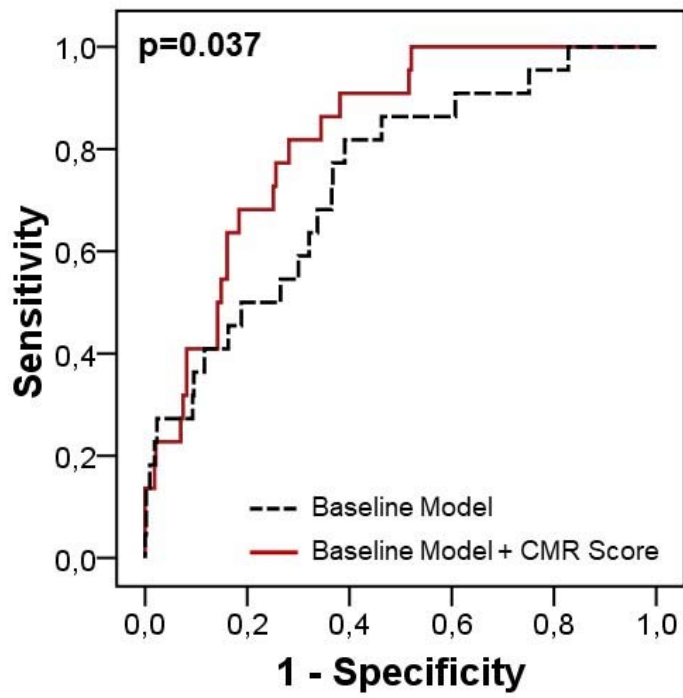 p=0.037
1,0
0,8
0,6
0,4
0,2
0,0
Sensitivity
Baseline Model
Baseline Model + CMR Score
0,0 0,2 0,4 0,6 0,8 1,0
1 - Specificity